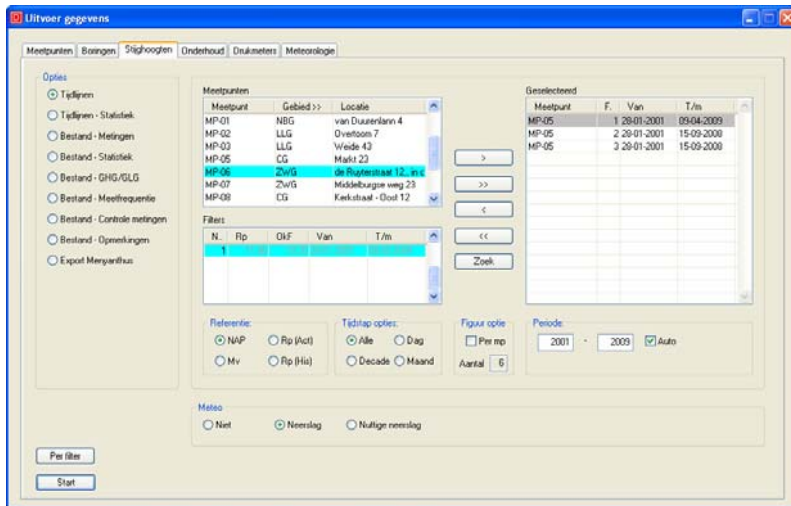 Uitvoer gegevens
Meetpunten Boringen Stijghoogten Onderhoud Drukmeters Meteorologie
Opties
Tijdlijnen
Tijdlijnen - Statistiek
Bestand - Metingen
Bestand - Statistiek
Bestand - GHG/GLG
Bestand - Meetfrequentie
Bestand - Controle metingen
Bestand - Opmerkingen
Export Menyanthus
Meetpunten
Meetpunt Gebied >> Locatie
MP-01 NBG van Duurenlann 4
MP-02 LLG Overtoom 7
MP-03 LLG Weide 43
MP-05 CG Markt 23
MP-06 ZWG de Ruyterstraat 12,, in c
MP-07 ZWG Middelburgse weg 23
MP-08 CG Kerkstraat - Oost 12
Filters
N.. Rp OkF Van T/m
1
>
>>
<
<<
Zoek
Geselecteerd
Meetpunt F. Van T/m
MP-05 1 28-01-2001 09-04-2009
MP-05 2 28-01-2001 15-09-2008
MP-05 3 28-01-2001 15-09-2008
Referentie:
NAP Rp (Act)
Mv Rp (His)
Tijdstap opties:
Alle Dag
Decade Maand
Figuur optie
Per mp
Aantal 6
Periode:
2001 - 2009 Auto
Meteo
Niet Neerslag Nuttige neerslag
Per filter
Start